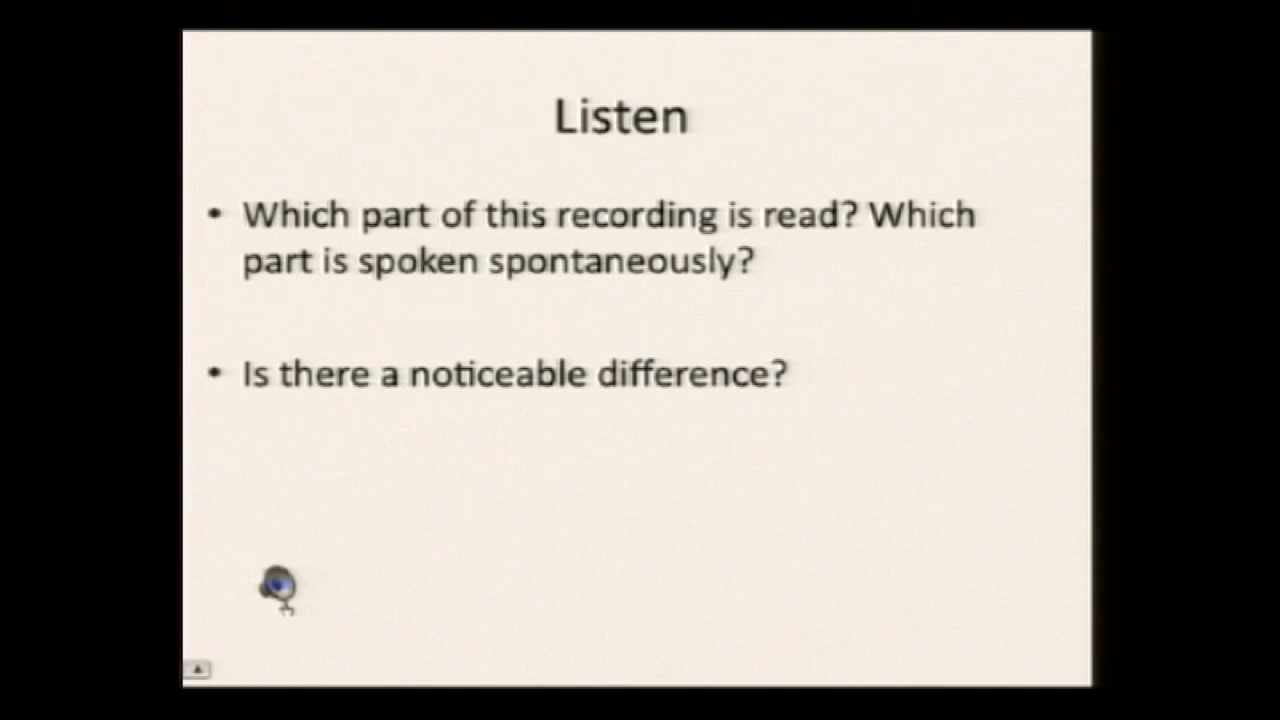 Listen
• Which part of this recording is read? Which
part is spoken spontaneously?
• Is there a noticeable difference?